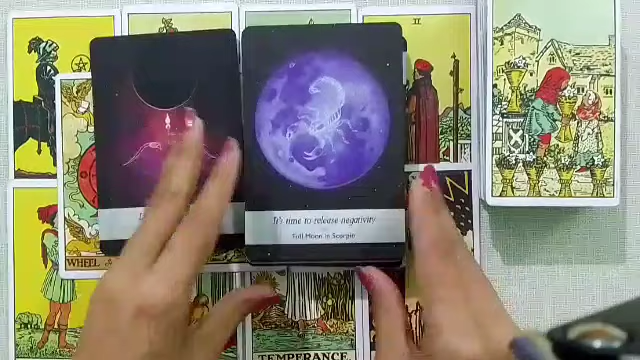 II
It's time to release negativity
Full Moon in Scorpio
WHEEL
TEMPERANCE.